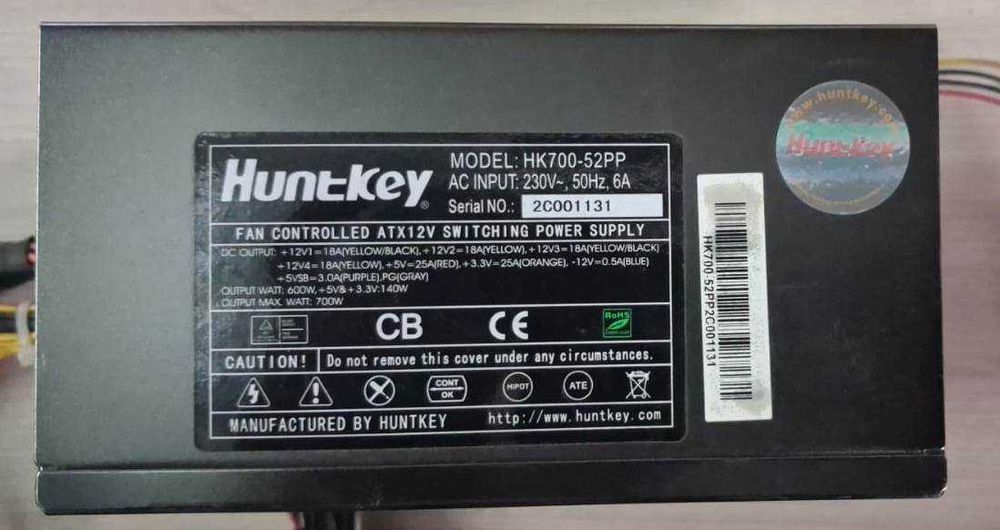 Huntkey®
MODEL: HK700-52PP
AC INPUT: 230V~, 50Hz, 6A
Serial NO.: 2C001131
FAN CONTROLLED ATX12V SWITCHING POWER SUPPLY
DC OUTPUT: +12V1=18A(YELLOW/BLACK), +12V2=18A(YELLOW), +12V3=18A(YELLOW/BLACK)
+12V4=18A(YELLOW), +5V=25A(RED), +3.3V=25A(ORANGE), -12V=0.5A(BLUE)
+5VSB=3.0A(PURPLE),PG(GRAY)
OUTPUT WATT: 600W, +5V&+3.3V:140W
OUTPUT MAX. WATT: 700W
CB
CE
RoHS
CAUTION! Do not remove this cover under any circumstances.
CONT
OK
HIPOT
ATE
MANUFACTURED BY HUNTKEY
http://www.huntkey.com
HK700-52PP2C001131
www.huntkey.com
Huntkey